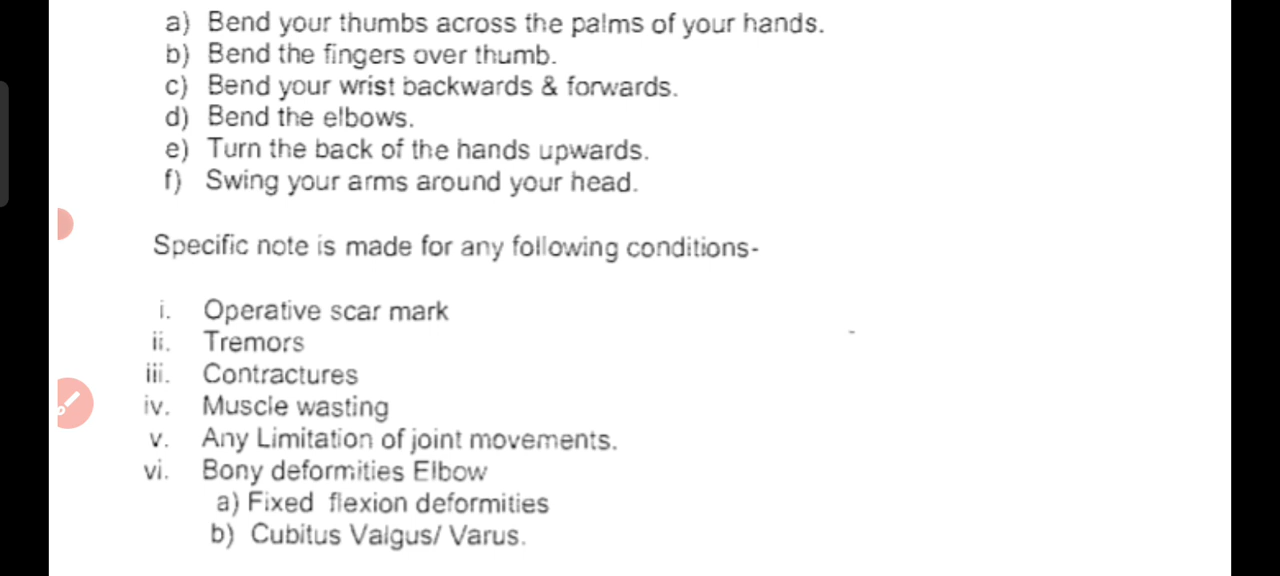 a) Bend your thumbs across the palms of your hands.
b) Bend the fingers over thumb.
c) Bend your wrist backwards & forwards.
d) Bend the elbows.
e) Turn the back of the hands upwards.
f) Swing your arms around your head.
Specific note is made for any following conditions-
i. Operative scar mark
ii. Tremors
iii. Contractures
iv. Muscle wasting
v. Any Limitation of joint movements.
vi. Bony deformities Elbow
a) Fixed flexion deformities
b) Cubitus Valgus/ Varus.